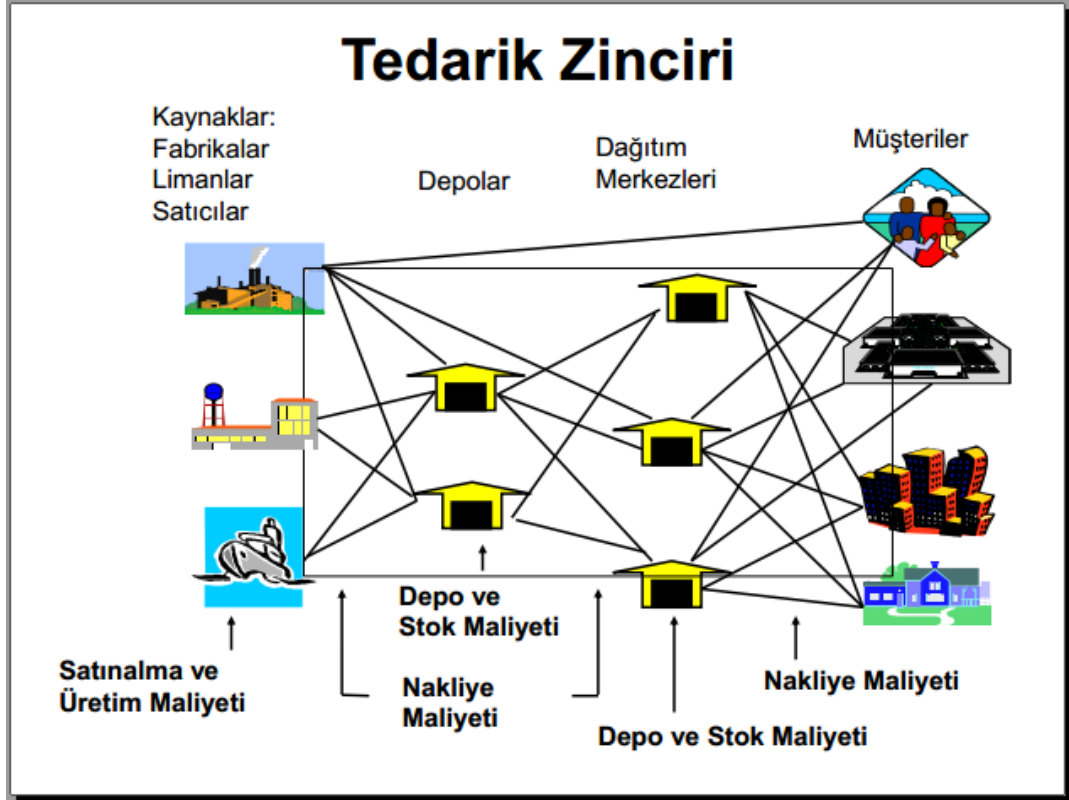 Tedarik Zinciri
Kaynaklar:
Fabrikalar
Limanlar
Satıcılar
Depolar
Dağıtım
Merkezleri
Müşteriler
Depo ve
Stok Maliyeti
Satınalma ve
Üretim Maliyeti
Nakliye
Maliyeti
Nakliye Maliyeti
Depo ve Stok Maliyeti